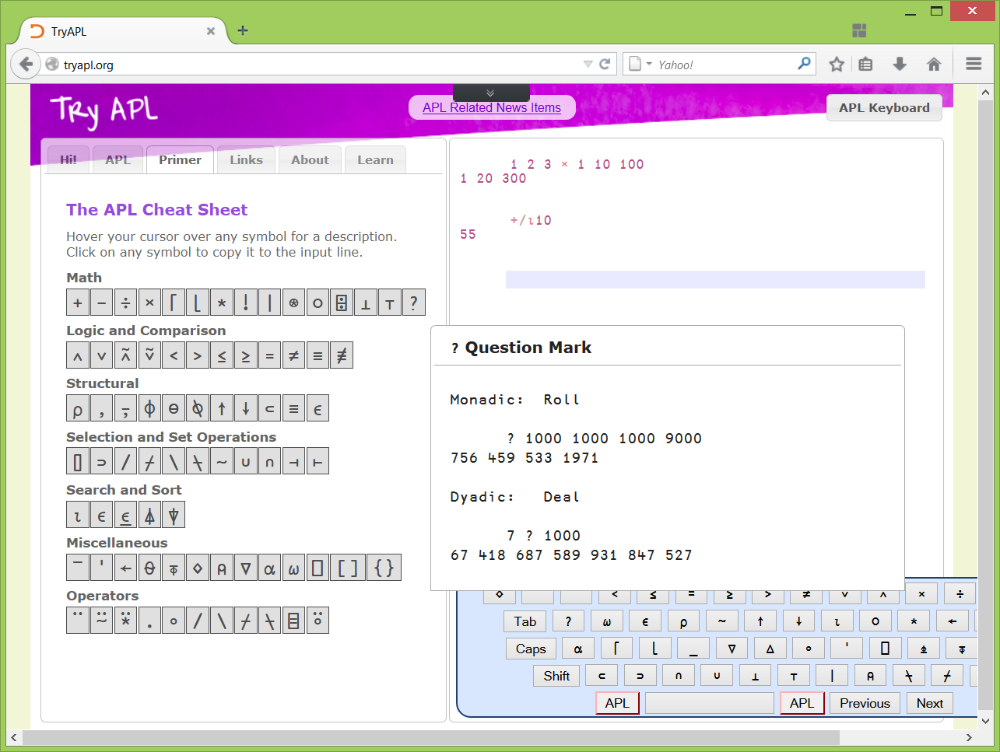 TryAPL
tryapl.org
Yahoo!
Try APL
APL Related News Items
APL Keyboard
Hi! APL Primer Links About Learn
The APL Cheat Sheet
Hover your cursor over any symbol for a description.
Click on any symbol to copy it to the input line.
Math
+ − ÷ × ⌈ ⌊ * ! | ⍟ ○ ⌹ ⊥ ⊤ ?
Logic and Comparison
∧ ∨ ⍲ ⍱ < > ≤ ≥ = ≠ ≡ ≢
Structural
⍴ , ⍪ ⌽ ⊖ ⍉ ↑ ↓ ⊂ ≡ ∊
Selection and Set Operations
⌷ ⊃ / ⌿ \ ⍀ ~ ∪ ∩ ⊣ ⊢
Search and Sort
⍳ ∊ ⍷ ⍋ ⍒
Miscellaneous
¯ ' ← ⍬ ⍕ ⋄ ⍝ ∇ ⍺ ⍵ ⎕ [ ] { }
Operators
¨ ⍨ ⍣ . ∘ / \ ⌿ ⍀ ⌸ ⍤
1 2 3 × 1 10 100
1 20 300
+/⍳10
55
? Question Mark
Monadic: Roll
? 1000 1000 1000 9000
756 459 533 1971
Dyadic: Deal
7 ? 1000
67 418 687 589 931 847 527
⋄ < ≤ = ≥ > ≠ ∨ ∧ × ÷
Tab ? ⍵ ∊ ⍴ ~ ↑ ↓ ⍳ ○ * ←
Caps ⍺ ⌈ ⌊ _ ∇ ∆ ∘ ' ⎕ ⍎ ⍕
Shift ⊂ ⊃ ∩ ∪ ⊥ ⊤ | ⍝ ⍀ ⌿
APL APL Previous Next